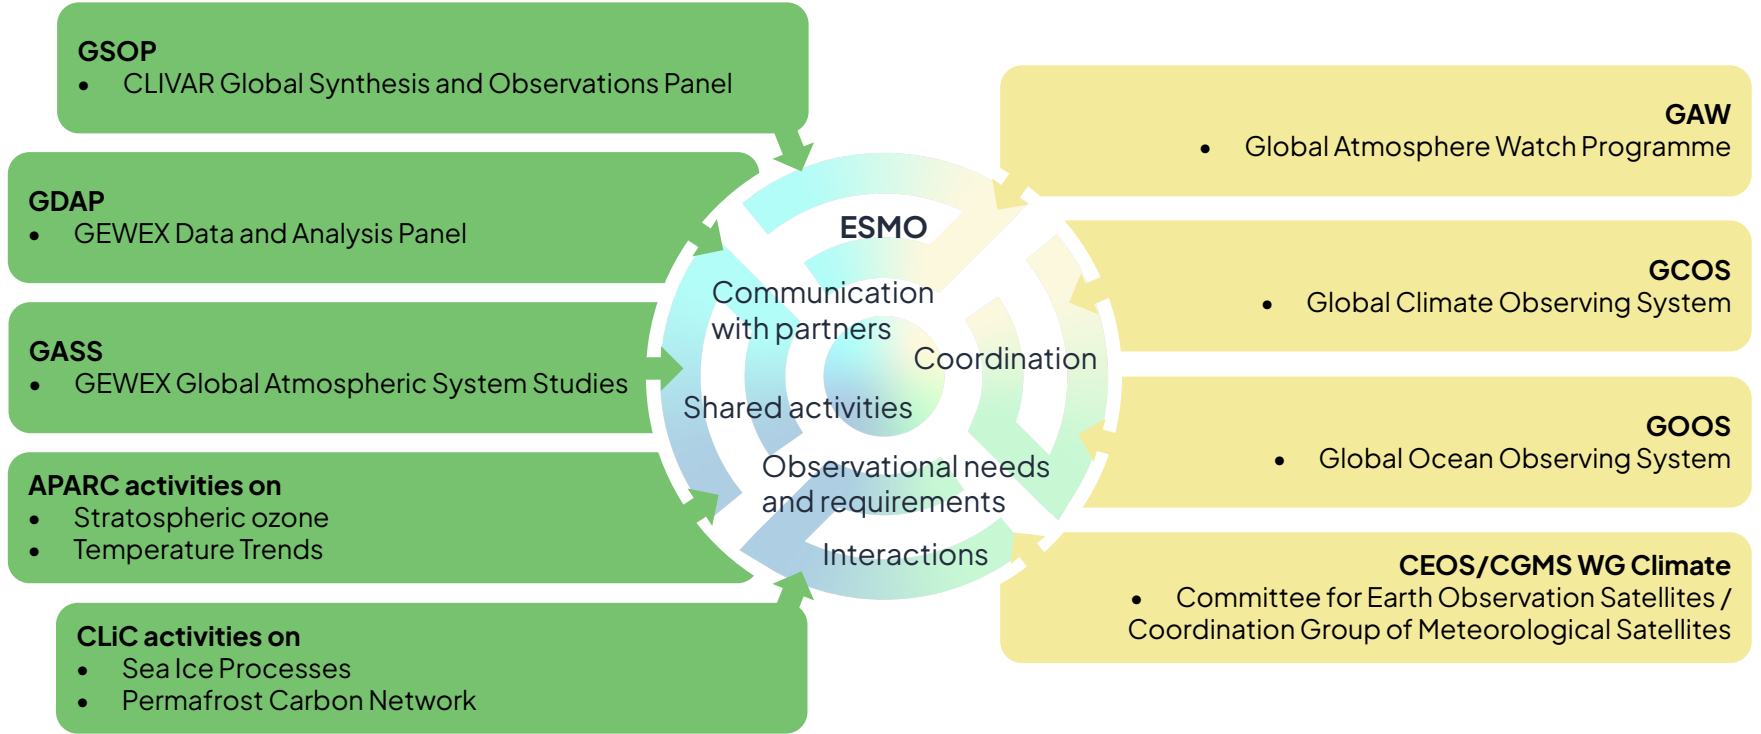 GSOP
• CLIVAR Global Synthesis and Observations Panel
GDAP
• GEWEX Data and Analysis Panel
GASS
• GEWEX Global Atmospheric System Studies
APARC activities on
• Stratospheric ozone
• Temperature Trends
CLiC activities on
• Sea Ice Processes
• Permafrost Carbon Network
ESMO
Communication
with partners
Coordination
Shared activities
Observational needs
and requirements
Interactions
GAW
• Global Atmosphere Watch Programme
GCOS
• Global Climate Observing System
GOOS
• Global Ocean Observing System
CEOS/CGMS WG Climate
• Committee for Earth Observation Satellites /
Coordination Group of Meteorological Satellites